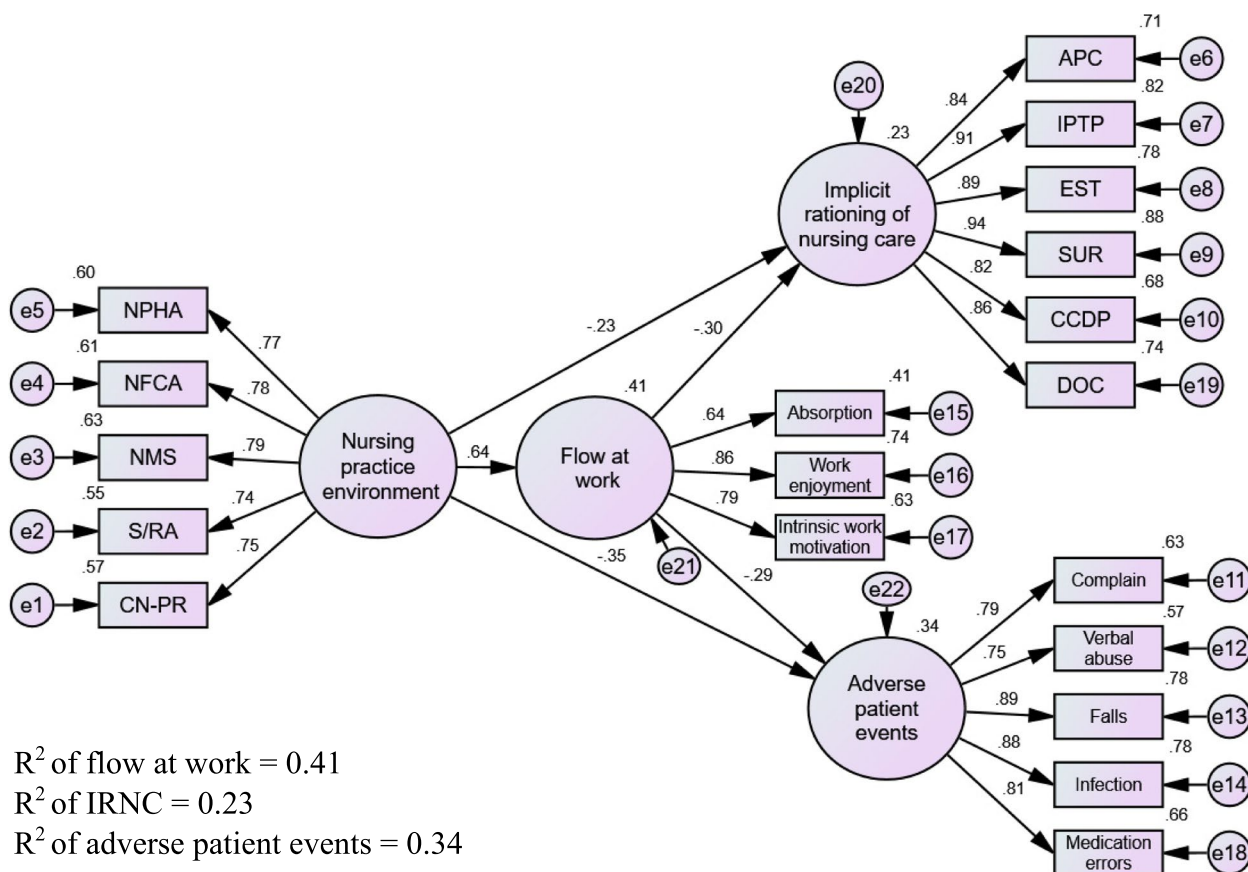 .71
APC
e6
e20
.84
.82
.23
.91
IPTP
e7
.78
Implicit
rationing of
nursing care
.89
EST
e8
.88
.94
SUR
e9
.82
.68
.86
CCDP
e10
.74
DOC
e19
.60
e5
NPHA
.77
.61
e4
NFCA
.78
.63
e3
NMS
.79
.55
e2
S/RA
.74
.57
e1
CN-PR
.75
Nursing
practice
environment
-.23
-.30
.64
-.35
-.29
.41
Flow at
work
e21
.41
.64
Absorption
e15
.74
.86
Work
enjoyment
e16
.63
.79
Intrinsic work
motivation
e17
e22
.34
Adverse
patient
events
.63
.79
Complain
e11
.57
.75
Verbal
abuse
e12
.78
.89
Falls
e13
.78
.88
Infection
e14
.66
.81
Medication
errors
e18
R² of flow at work = 0.41
R² of IRNC = 0.23
R² of adverse patient events = 0.34